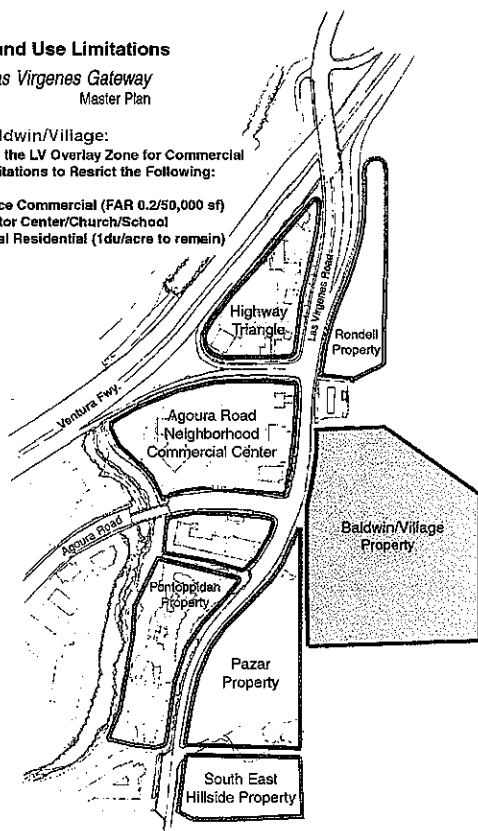 and Use Limitations
as Virgenes Gateway
Master Plan
ldwin/Village:
the LV Overlay Zone for Commercial
itations to Resrict the Following:
ce Commercial (FAR 0.2/50,000 sf)
tor Center/Church/School
al Residential (1du/acre to remain)
Highway
Triangle
Las Virgenes Road
Rondell
Property
Ventura Fwy.
Agoura Road
Neighborhood
Commercial Center
Agoura Road
Baldwin/Village
Property
Pontoppidan
Property
Pazar
Property
South East
Hillside Property